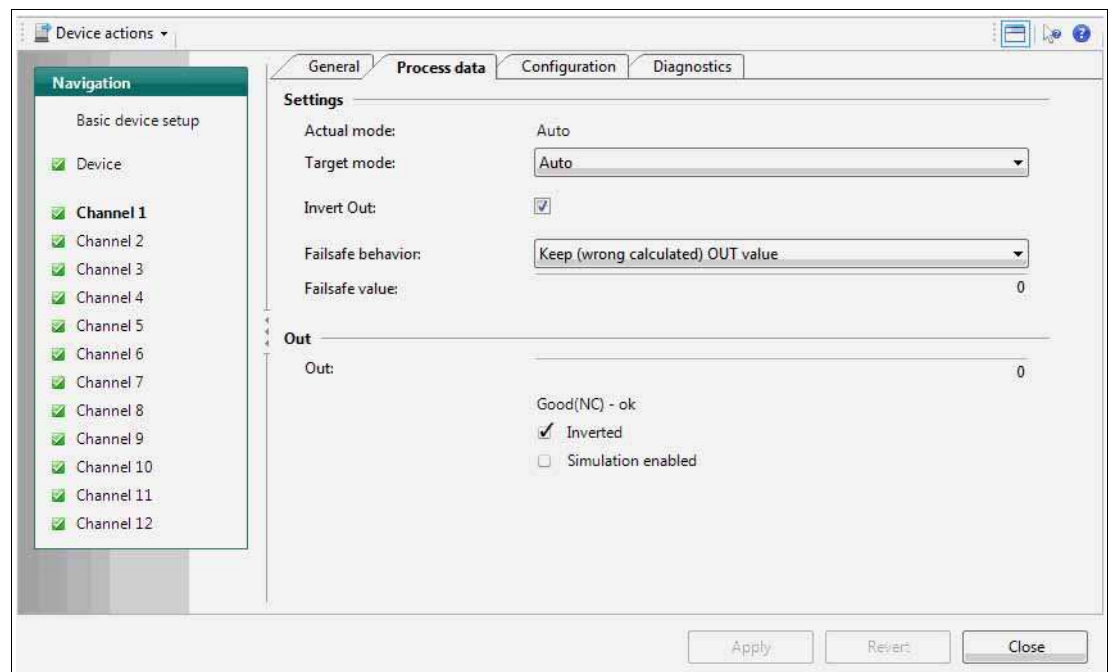 Device actions
Navigation
Basic device setup
Device
Channel 1
Channel 2
Channel 3
Channel 4
Channel 5
Channel 6
Channel 7
Channel 8
Channel 9
Channel 10
Channel 11
Channel 12
General Process data Configuration Diagnostics
Settings
Actual mode: Auto
Target mode: Auto
Invert Out:
Failsafe behavior: Keep (wrong calculated) OUT value
Failsafe value: 0
Out
Out: 0
Good(NC) - ok
Inverted
Simulation enabled
Apply Revert Close